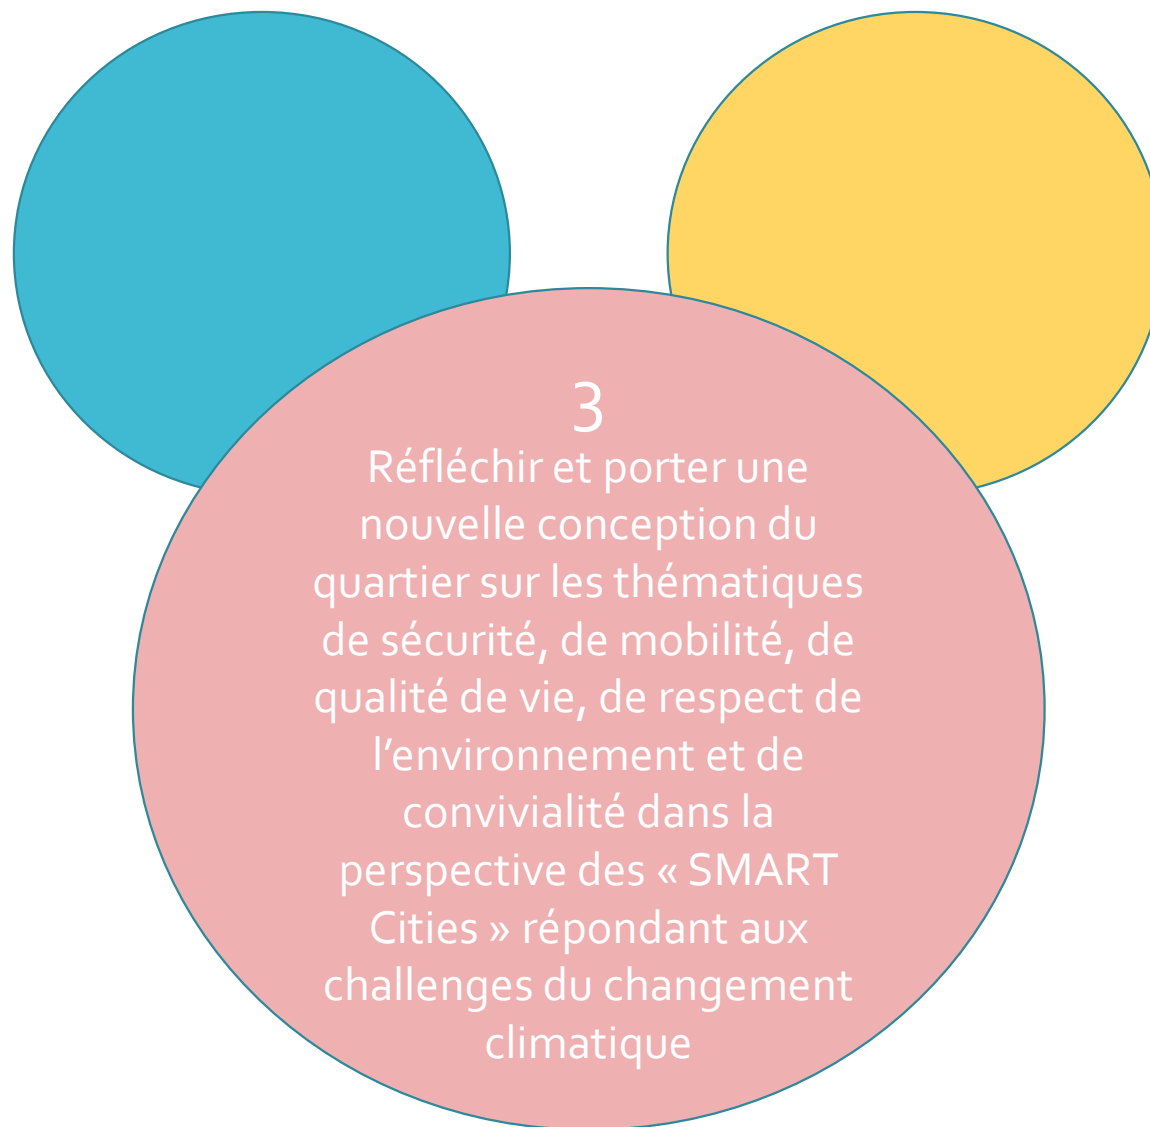 3
Réfléchir et porter une
nouvelle conception du
quartier sur les thématiques
de sécurité, de mobilité, de
qualité de vie, de respect de
l’environnement et de
convivialité dans la
perspective des « SMART
Cities » répondant aux
challenges du changement
climatique